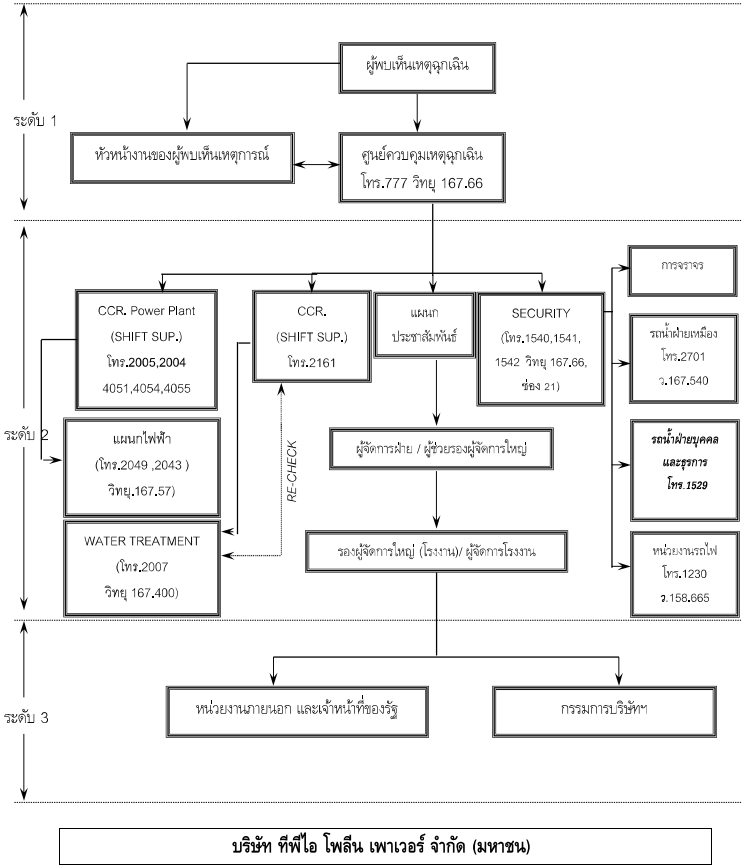 ผู้พบเห็นเหตุฉุกเฉิน
ระดับ 1
หัวหน้างานของผู้พบเห็นเหตุการณ์
ศูนย์ควบคุมเหตุฉุกเฉิน
โทร.777 วิทยุ 167.66
CCR. Power Plant
(SHIFT SUP.)
โทร.2005,2004
4051,4054,4055
CCR.
(SHIFT SUP.)
โทร.2161
แผนก
ประชาสัมพันธ์
SECURITY
(โทร.1540,1541,
1542 วิทยุ 167.66,
ช่อง 21)
การจราจร
รถน้ำฝ่ายเหมือง
โทร.2701
ว.167.540
ระดับ 2
แผนกไฟฟ้า
(โทร.2049 ,2043 )
วิทยุ.167.57)
RE-CHECK
ผู้จัดการฝ่าย / ผู้ช่วยรองผู้จัดการใหญ่
รถน้ำฝ่ายบุคคล
และธุรการ
โทร.1529
WATER TREATMENT
(โทร.2007
วิทยุ 167.400)
รองผู้จัดการใหญ่ (โรงงาน)/ ผู้จัดการโรงงาน
หน่วยงานรถไฟ
โทร.1230
ว.158.665
ระดับ 3
หน่วยงานภายนอก และเจ้าหน้าที่ของรัฐ
กรรมการบริษัทฯ
บริษัท ทีพีไอ โพลีน เพาเวอร์ จำกัด (มหาชน)